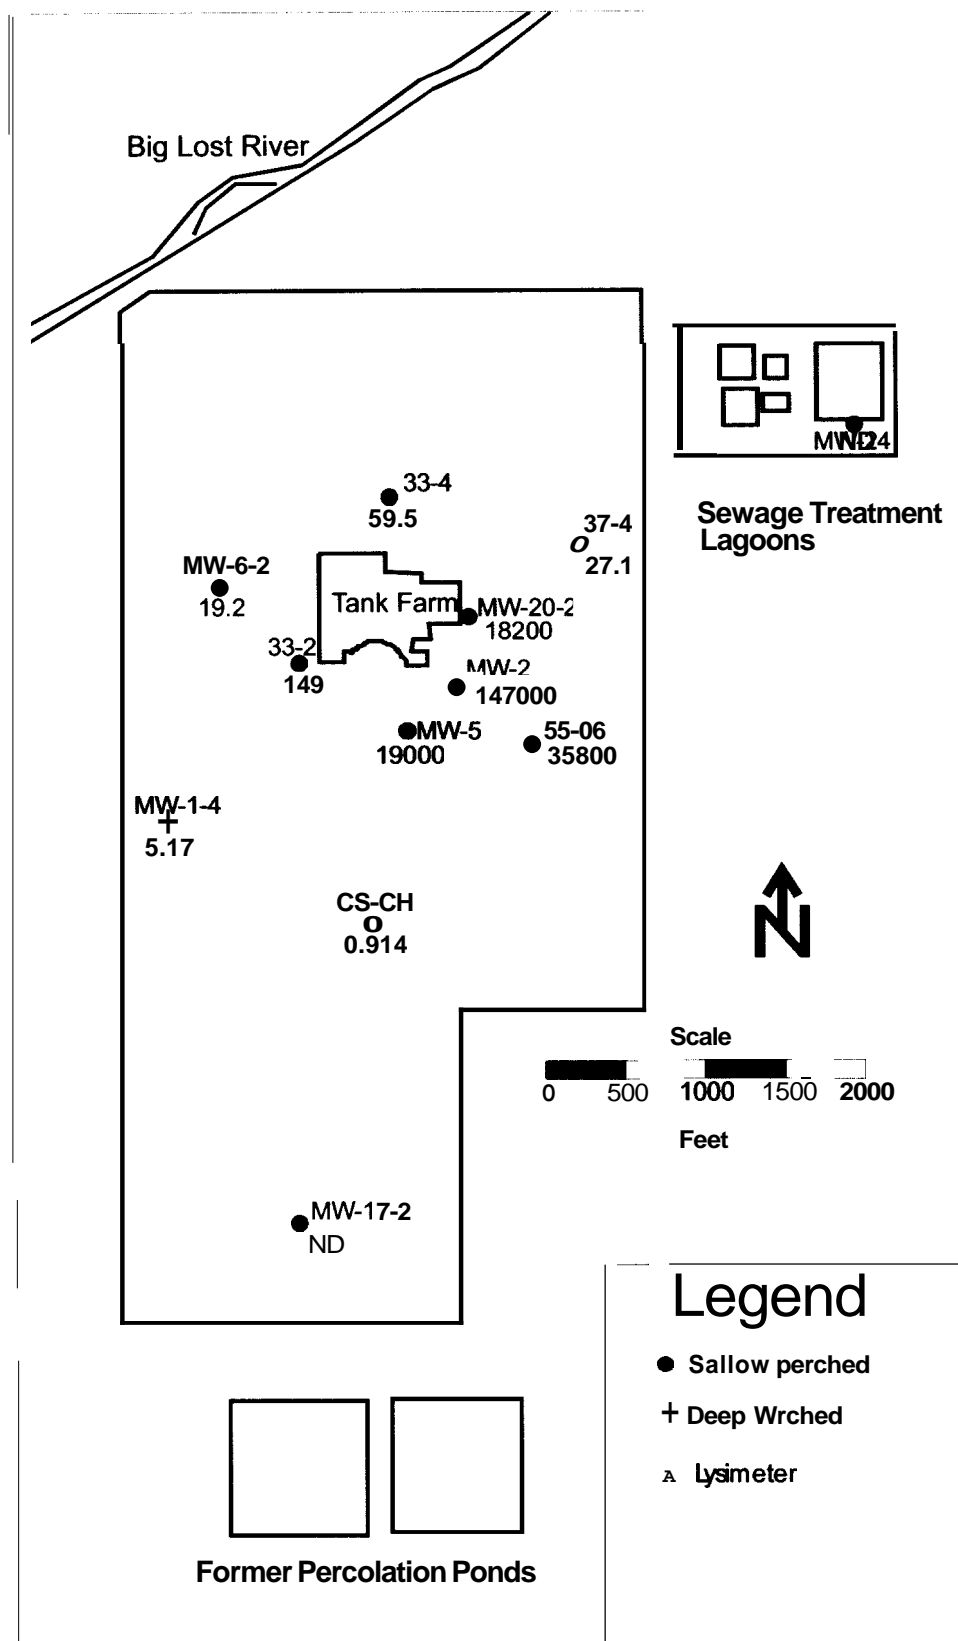 Big Lost River
33-4
59.5
37-4
27.1
MW-6-2
19.2
Tank Farm
MW-20-2
18200
33-2
149
MW-2
147000
MW-5
19000
55-06
35800
MW-1-4
5.17
CS-CH
0.914
MW-24
ND
Sewage Treatment
Lagoons
N
Scale
0 500 1000 1500 2000
Feet
MW-17-2
ND
Legend
Sallow perched
Deep Wrched
A Lysimeter
Former Percolation Ponds